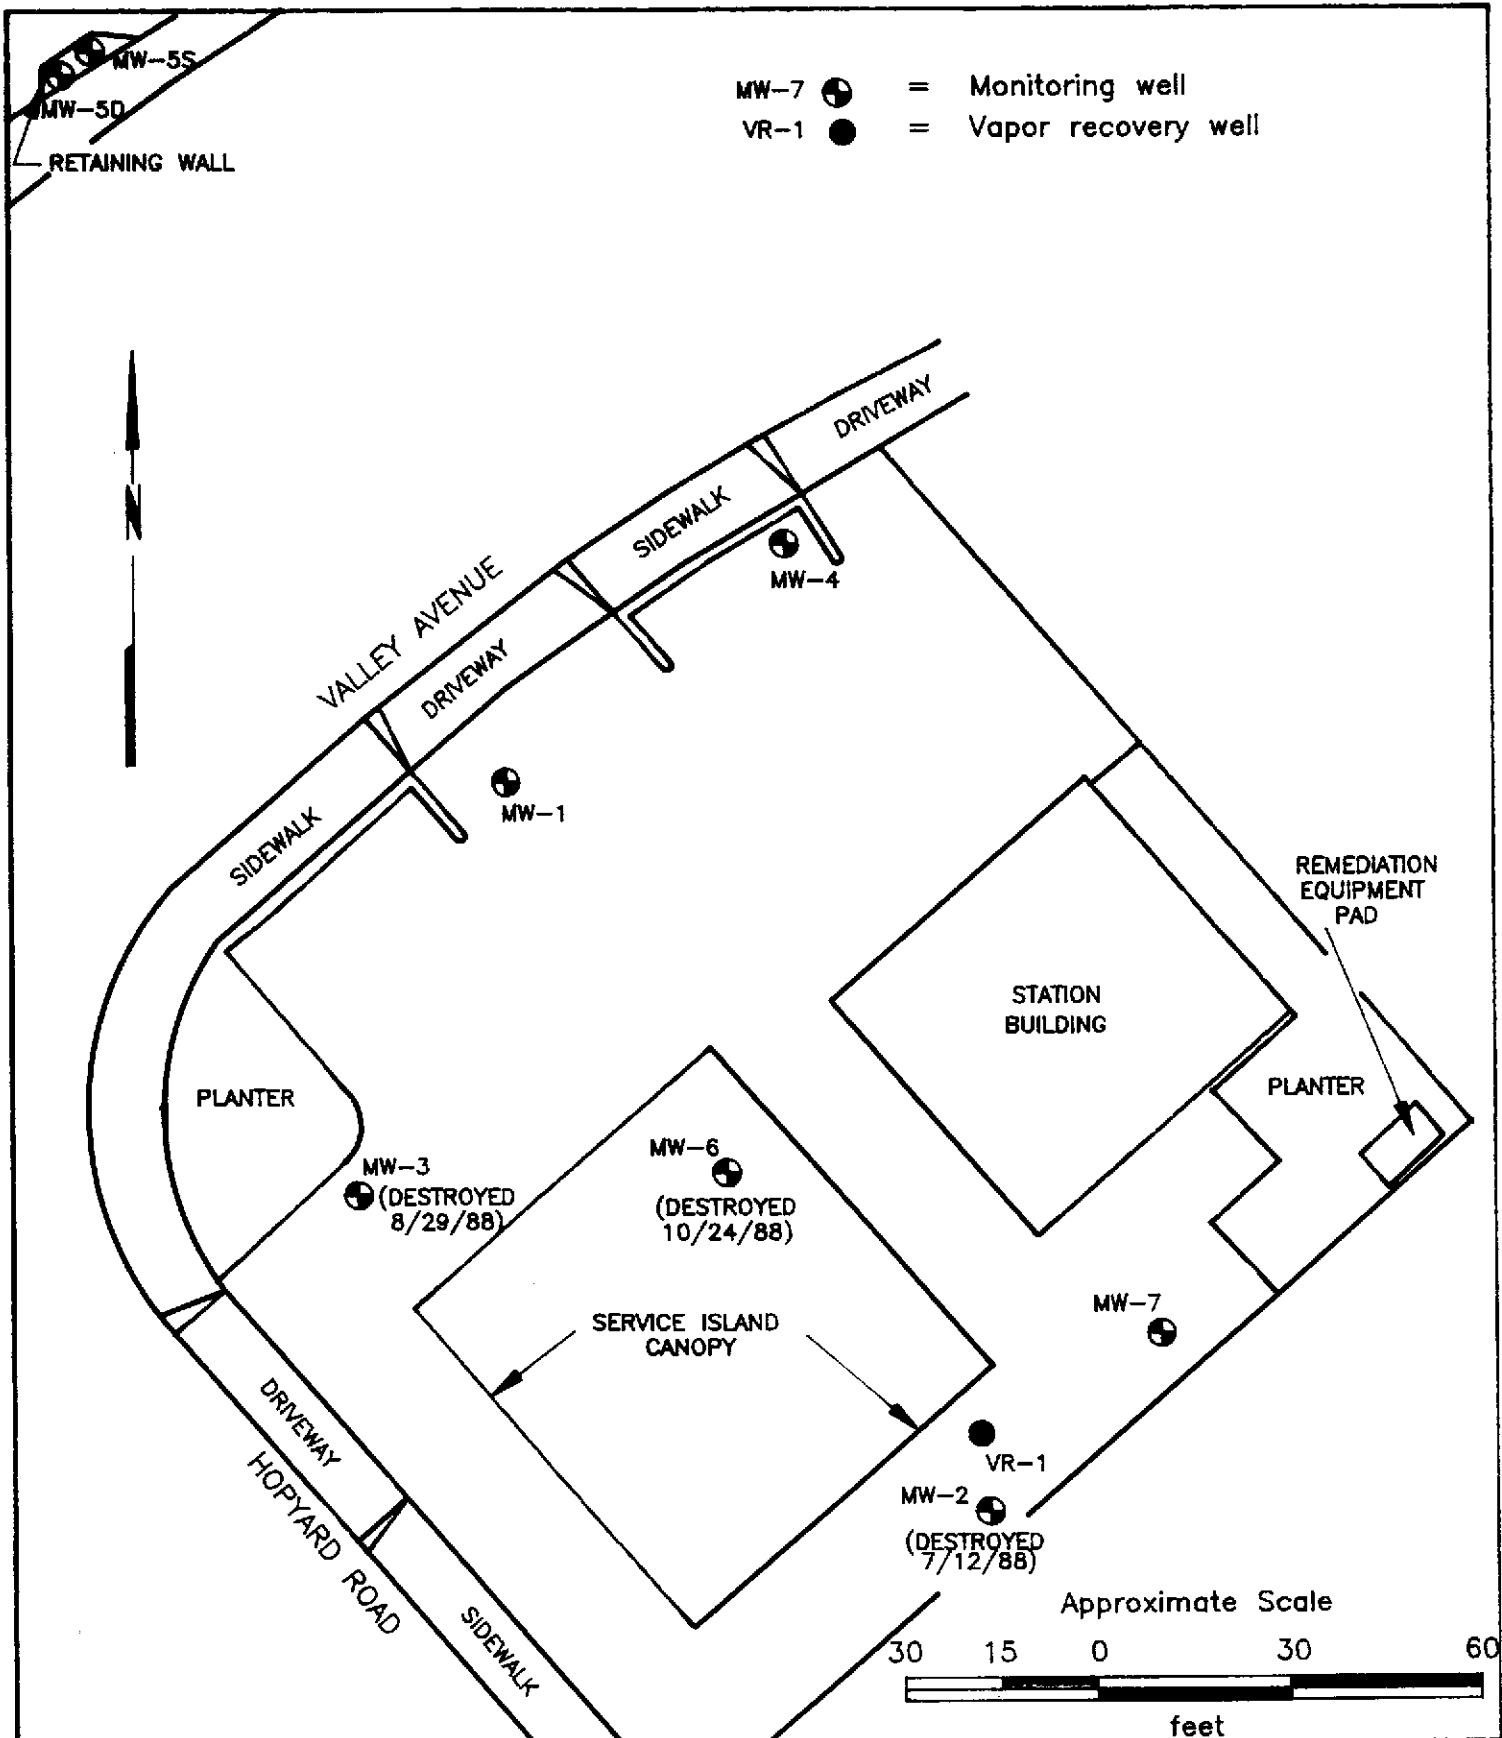 MW-5S
MW-5D
RETAINING WALL
MW-7 = Monitoring well
VR-1 = Vapor recovery well
N
DRIVEWAY
SIDEWALK
MW-4
VALLEY AVENUE
DRIVEWAY
MW-1
SIDEWALK
REMEDIATION
EQUIPMENT
PAD
STATION
BUILDING
PLANTER
PLANTER
MW-3
(DESTROYED
8/29/88)
MW-6
(DESTROYED
10/24/88)
MW-7
SERVICE ISLAND
CANOPY
DRIVEWAY
HOPYARD ROAD
VR-1
MW-2
(DESTROYED
7/12/88)
SIDEWALK
Approximate Scale
30 15 0 30 60
feet